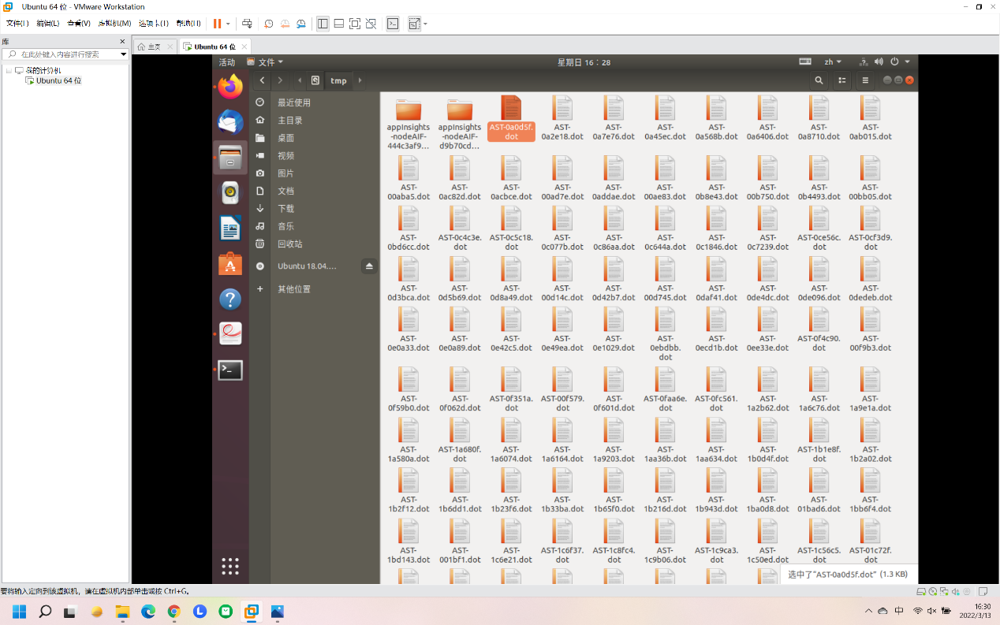 Ubuntu 64 位 - VMware Workstation
文件(F) 编辑(E) 查看(V) 虚拟机(M) 选项卡(T) 帮助(H)
库
在此处键入内容进行搜索
我的计算机
Ubuntu 64 位
主页 Ubuntu 64 位
活动 文件 星期日 16：28 zh
tmp
最近使用
主目录
桌面
视频
图片
文档
下载
音乐
回收站
Ubuntu 18.04....
其他位置
appInsights appInsights AST-0a0d5f. AST- AST- AST- AST- AST- AST- AST-
-nodeAIF- -nodeAIF- dot 0a2e18.dot 0a7e76.dot 0a45ec.dot 0a568b.dot 0a6406.dot 0a8710.dot 0ab015.dot
444c3af9... d9b70cd...
AST- AST- AST- AST- AST- AST- AST- AST- AST- AST-
00aba5.dot 0ac82d.dot 0acbce.dot 00ad7e.dot 0addae.dot 00ae83.dot 0b8e43.dot 00b750.dot 0b4493.dot 00bb05.dot
AST- AST-0c4c3e. AST-0c5c18. AST- AST- AST- AST- AST- AST-0ce56c. AST-0cf3d9.
0bd6cc.dot dot dot 0c077b.dot 0c86aa.dot 0c644a.dot 0c1846.dot 0c7239.dot dot dot
AST- AST- AST- AST- AST- AST- AST- AST- AST- AST-
0d3bca.dot 0d5b69.dot 0d8a49.dot 00d14c.dot 0d42b7.dot 00d745.dot 0daf41.dot 0de4dc.dot 0de096.dot 0dedeb.dot
AST- AST- AST- AST- AST- AST- AST- AST- AST-0f4c90. AST-
0e0a33.dot 0e0a89.dot 0e42c5.dot 0e49ea.dot 0e1029.dot 0ebdbb. 0ecd1b.dot 0ee33e.dot dot 00f9b3.dot
dot
AST- AST- AST-0f351a. AST-00f579. AST- AST-0faa6e. AST-0fc561. AST- AST- AST-
0f59b0.dot 0f062d.dot dot dot 0f601d.dot dot dot 1a2b62.dot 1a6c76.dot 1a9e1a.dot
AST- AST-1a680f. AST- AST- AST- AST- AST- AST- AST-1b1e8f. AST-
1a580a.dot dot 1a6074.dot 1a6164.dot 1a9203.dot 1aa36b.dot 1aa634.dot 1b0d4f.dot dot 1b2a02.dot
AST- AST- AST- AST- AST- AST- AST- AST- AST- AST-
1b2f12.dot 1b6dd1.dot 1b23f6.dot 1b33ba.dot 1b65f0.dot 1b216d.dot 1b943d.dot 1ba0d8.dot 01bad6.dot 1bb6f4.dot
AST- AST- AST- AST-1c6f37. AST-1c8fc4. AST- AST-1c9ca3. AST- AST-1c56c5. AST-01c72f.
1bd143.dot 001bf1.dot 1c6e21.dot dot dot 1c9b06.dot dot 1c50ed.dot dot dot
选中了“AST-0a0d5f.dot” (1.3 KB)
要将输入定向到该虚拟机，请在虚拟机内部单击或按 Ctrl+G。
中 16:30
2022/3/13